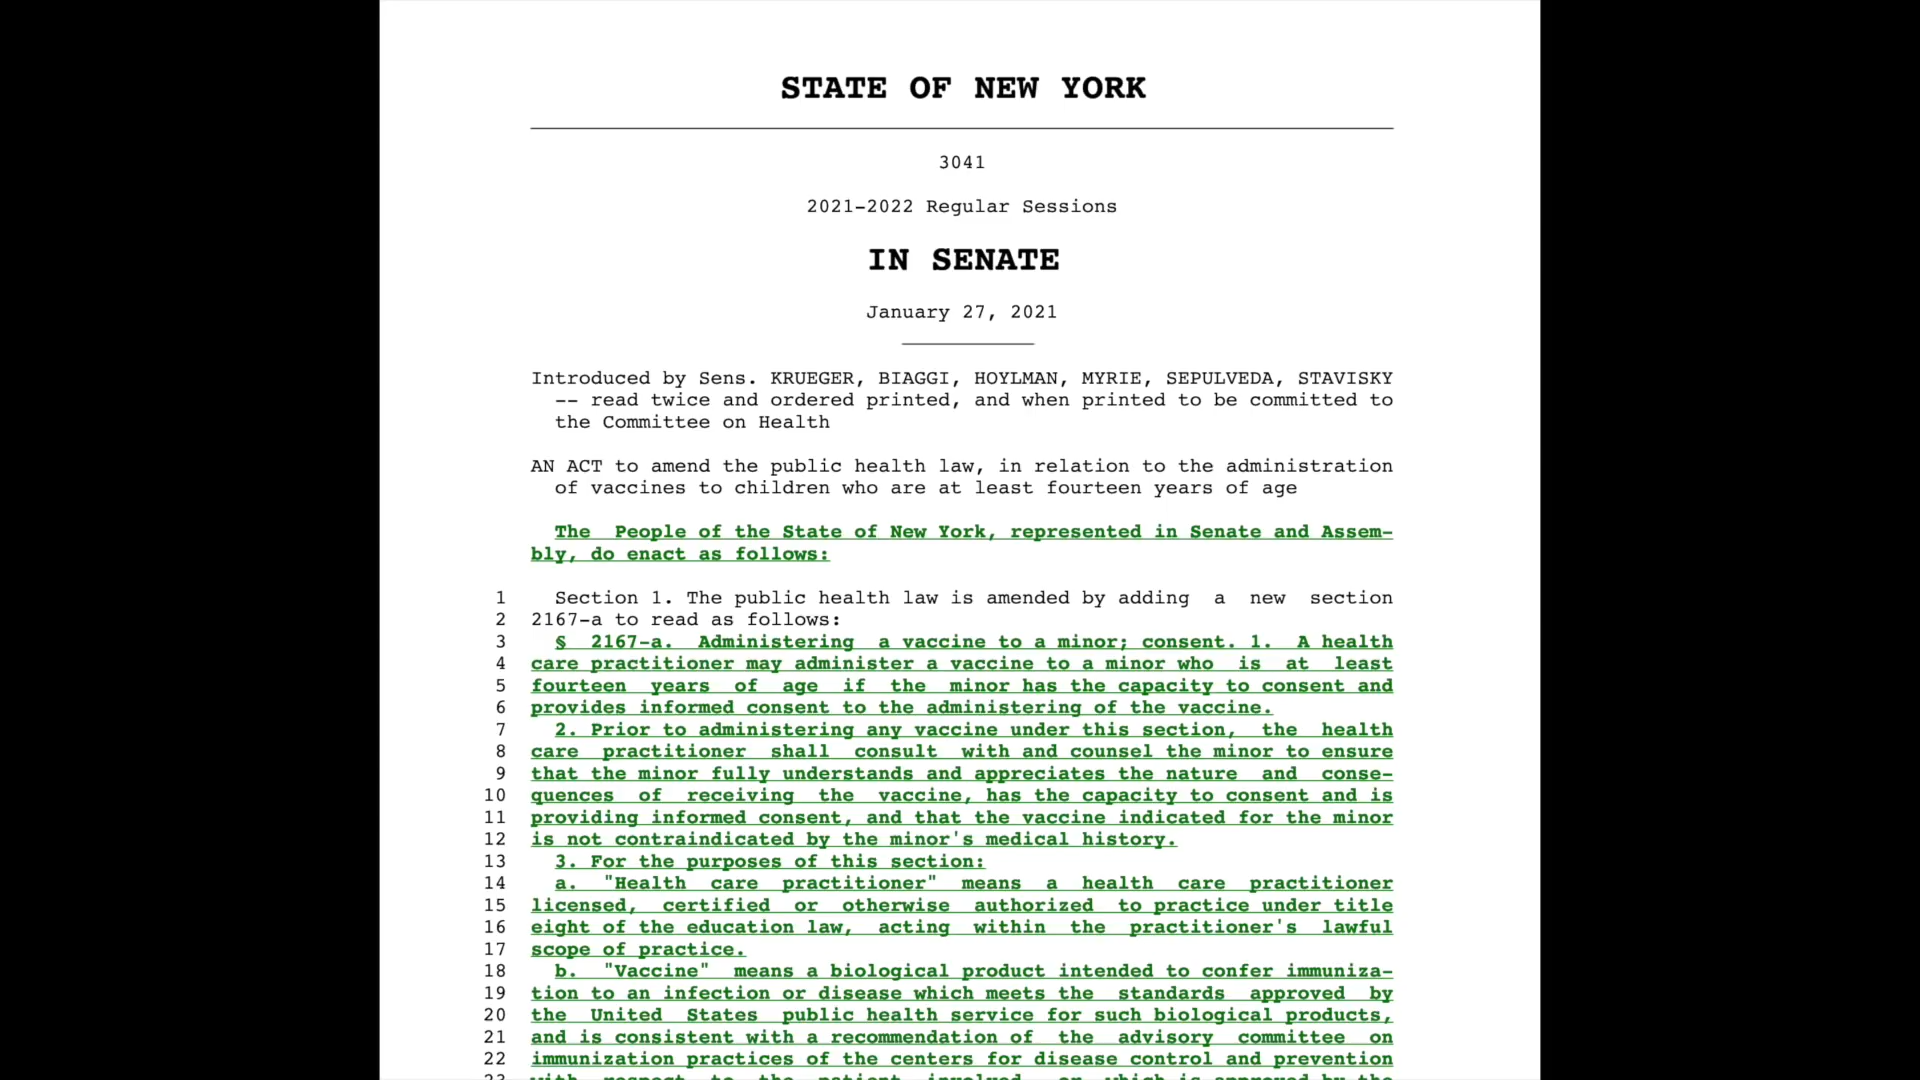 STATE OF NEW YORK
3041
2021-2022 Regular Sessions
IN SENATE
January 27, 2021
Introduced by Sens. KRUEGER, BIAGGI, HOYLMAN, MYRIE, SEPULVEDA, STAVISKY
-- read twice and ordered printed, and when printed to be committed to
the Committee on Health
AN ACT to amend the public health law, in relation to the administration
of vaccines to children who are at least fourteen years of age
The People of the State of New York, represented in Senate and Assem-
bly, do enact as follows:
1 Section 1. The public health law is amended by adding a new section
2 2167-a to read as follows:
3 § 2167-a. Administering a vaccine to a minor; consent. 1. A health
4 care practitioner may administer a vaccine to a minor who is at least
5 fourteen years of age if the minor has the capacity to consent and
6 provides informed consent to the administering of the vaccine.
7 2. Prior to administering any vaccine under this section, the health
8 care practitioner shall consult with and counsel the minor to ensure
9 that the minor fully understands and appreciates the nature and conse-
10 quences of receiving the vaccine, has the capacity to consent and is
11 providing informed consent, and that the vaccine indicated for the minor
12 is not contraindicated by the minor's medical history.
13 3. For the purposes of this section:
14 a. "Health care practitioner" means a health care practitioner
15 licensed, certified or otherwise authorized to practice under title
16 eight of the education law, acting within the practitioner's lawful
17 scope of practice.
18 b. "Vaccine" means a biological product intended to confer immuniza-
19 tion to an infection or disease which meets the standards approved by
20 the United States public health service for such biological products,
21 and is consistent with a recommendation of the advisory committee on
22 immunization practices of the centers for disease control and prevention
23 with respect to the patient involved, or which is approved by the